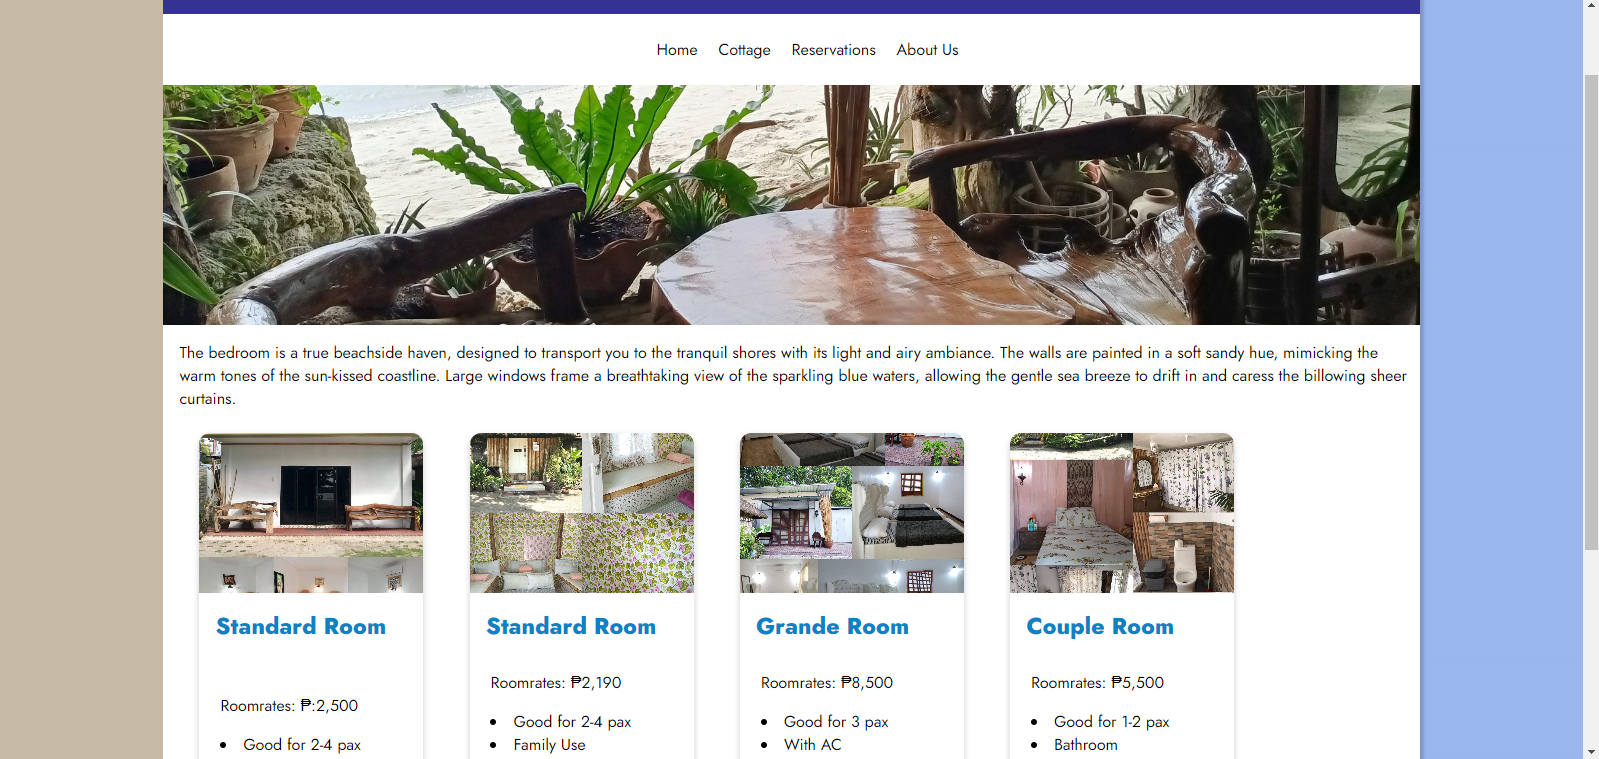 Home Cottage Reservations About Us
The bedroom is a true beachside haven, designed to transport you to the tranquil shores with its light and airy ambiance. The walls are painted in a soft sandy hue, mimicking the
warm tones of the sun-kissed coastline. Large windows frame a breathtaking view of the sparkling blue waters, allowing the gentle sea breeze to drift in and caress the billowing sheer
curtains.
Standard Room
Roomrates: ₱:2,500
• Good for 2-4 pax
Standard Room
Roomrates: ₱2,190
• Good for 2-4 pax
• Family Use
Grande Room
Roomrates: ₱8,500
• Good for 3 pax
• With AC
Couple Room
Roomrates: ₱5,500
• Good for 1-2 pax
• Bathroom